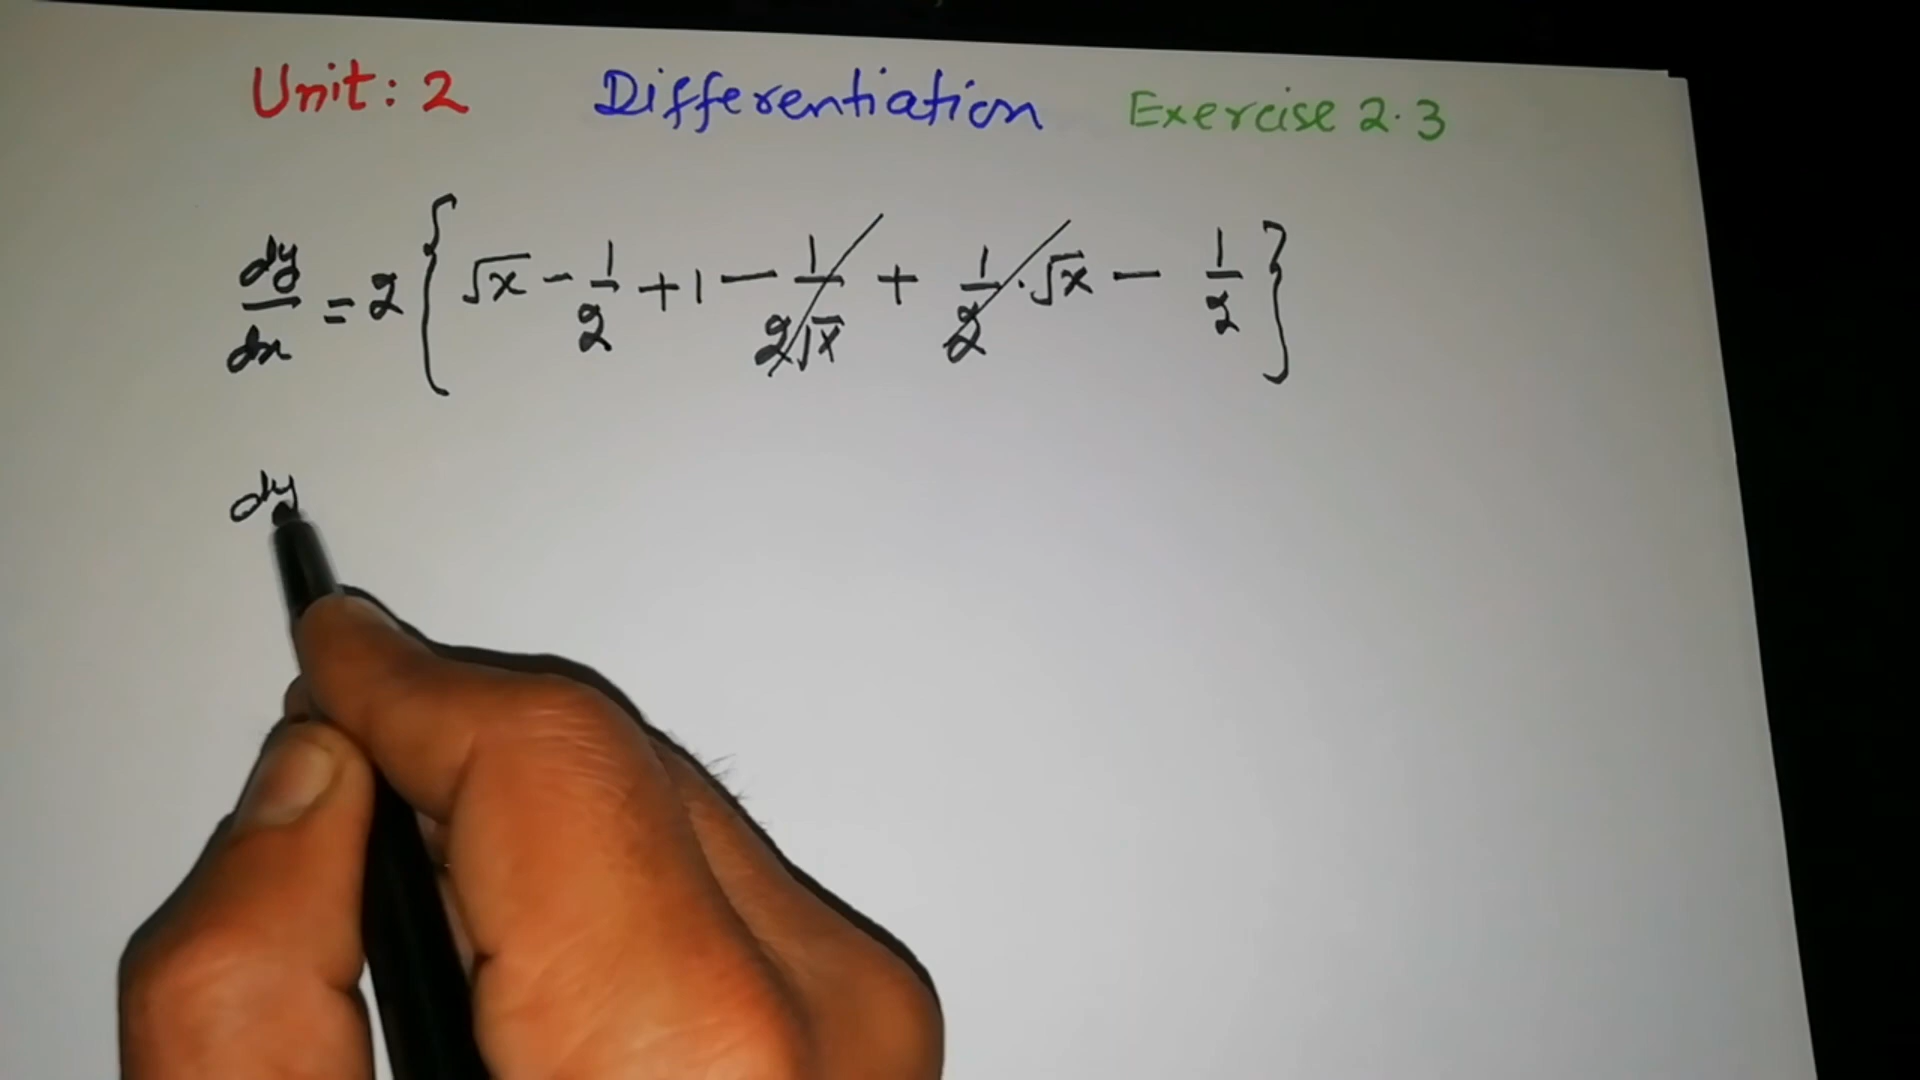 Unit: 2 Differentiation Exercise 2.3
dy/dx = 2 { √x - 1/2 + 1 - 1/2√x + 1/2 · √x - 1/2 }
dy